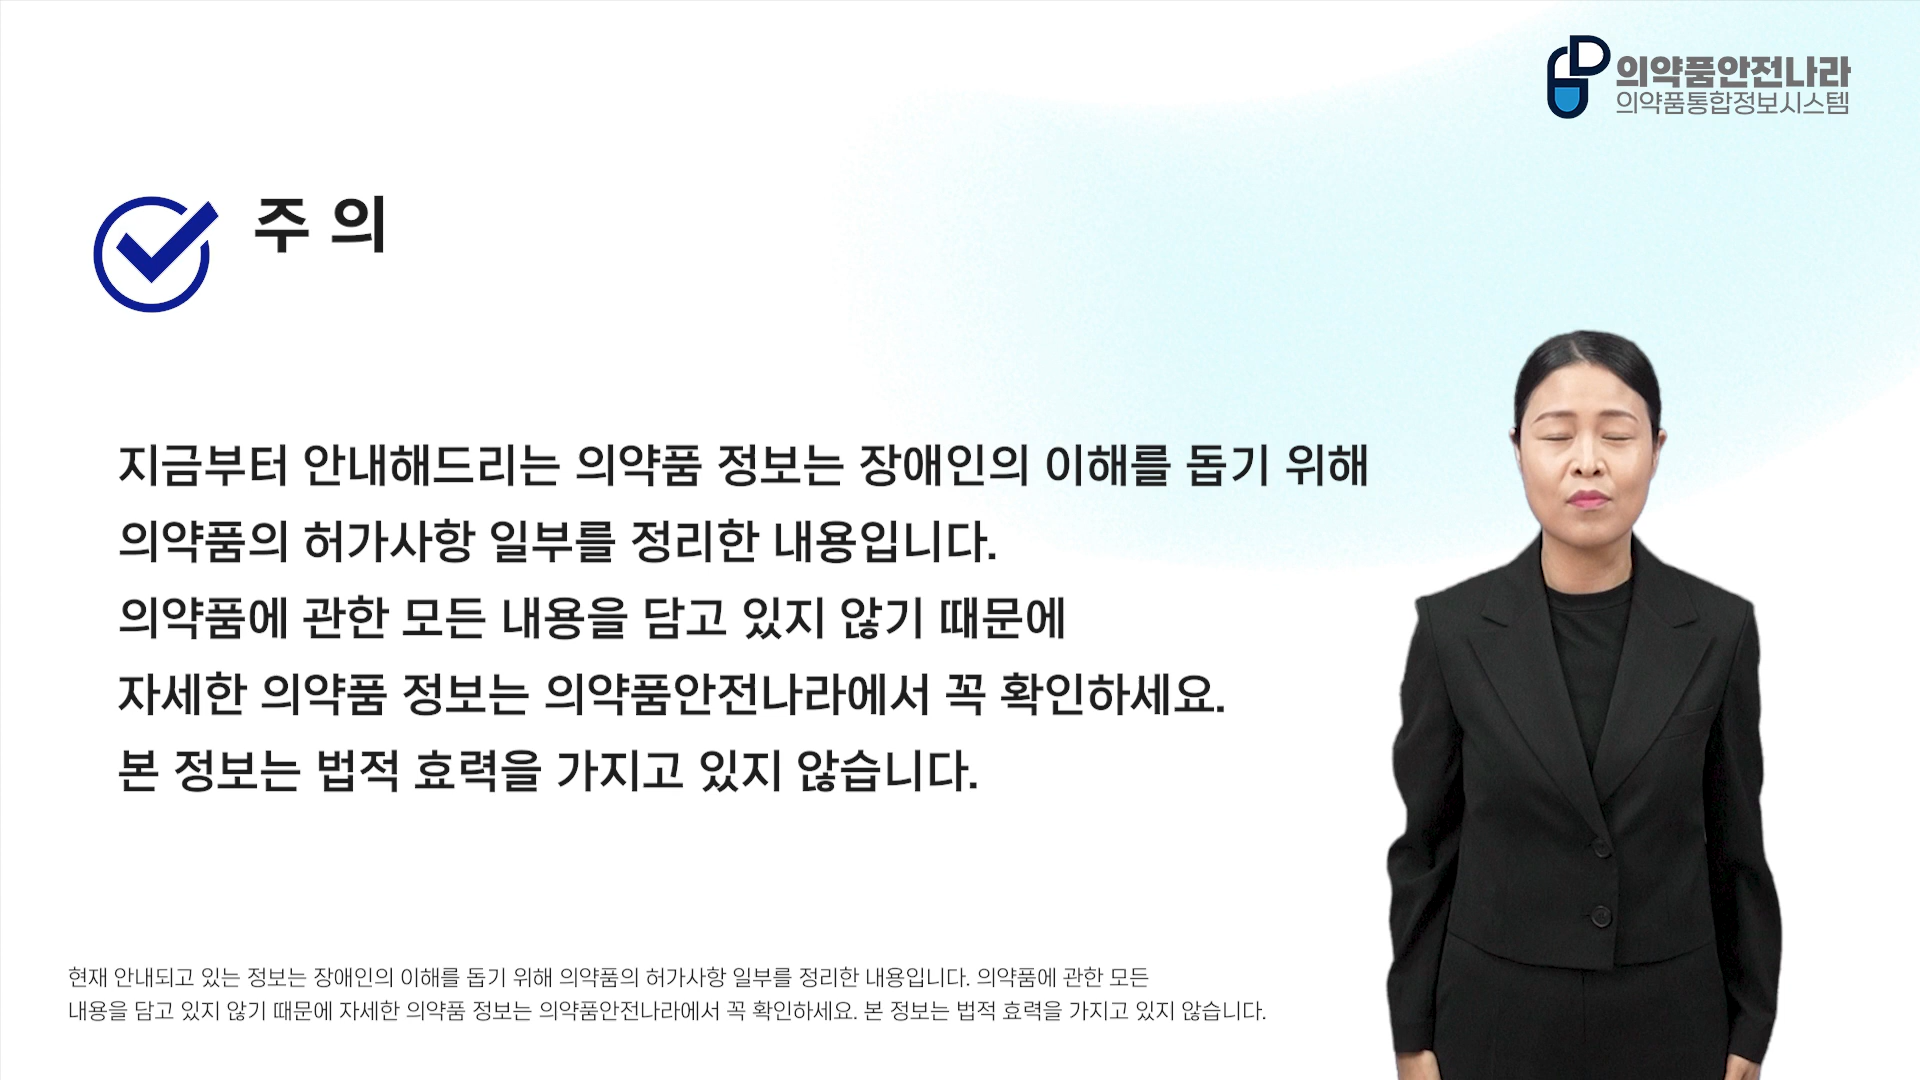 의약품안전나라
의약품통합정보시스템
주 의
지금부터 안내해드리는 의약품 정보는 장애인의 이해를 돕기 위해
의약품의 허가사항 일부를 정리한 내용입니다.
의약품에 관한 모든 내용을 담고 있지 않기 때문에
자세한 의약품 정보는 의약품안전나라에서 꼭 확인하세요.
본 정보는 법적 효력을 가지고 있지 않습니다.
현재 안내되고 있는 정보는 장애인의 이해를 돕기 위해 의약품의 허가사항 일부를 정리한 내용입니다. 의약품에 관한 모든
내용을 담고 있지 않기 때문에 자세한 의약품 정보는 의약품안전나라에서 꼭 확인하세요. 본 정보는 법적 효력을 가지고 있지 않습니다.